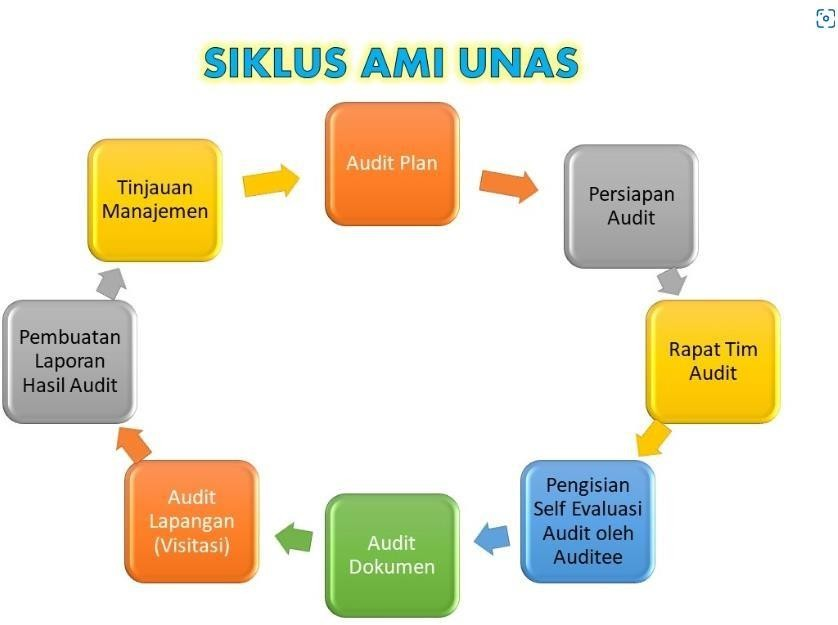 SIKLUS AMI UNAS
Audit Plan
Persiapan
Audit
Rapat Tim
Audit
Pengisian
Self Evaluasi
Audit oleh
Auditee
Audit
Dokumen
Audit
Lapangan
(Visitasi)
Pembuatan
Laporan
Hasil Audit
Tinjauan
Manajemen